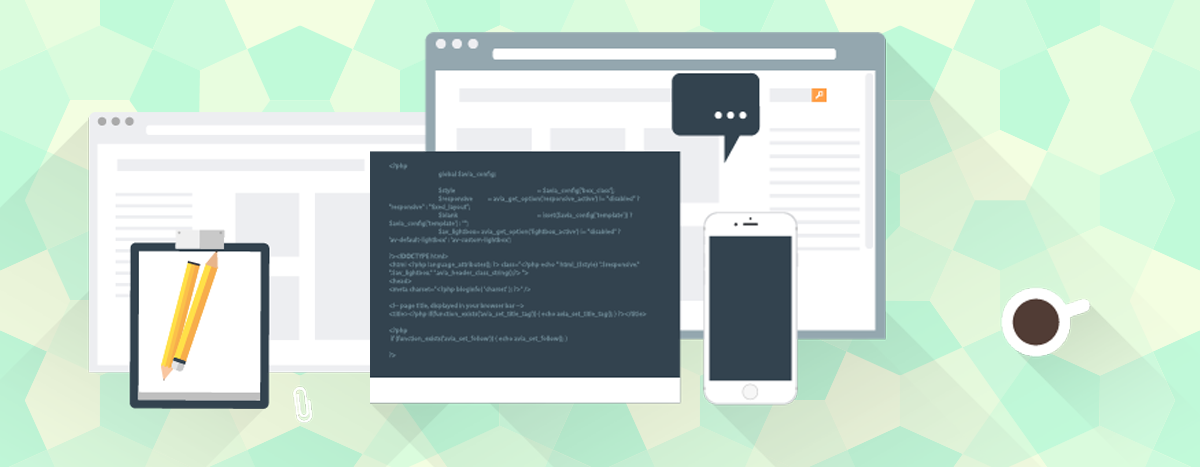 <?php
global $avia_config;
$style = $avia_config['box_class'];
$responsive = avia_get_option('responsive_active') != "disabled" ?
"responsive" : "fixed_layout";
$blank = isset($avia_config['template']) ?
$avia_config['template'] : "";
$av_lightbox= avia_get_option('lightbox_active') != "disabled" ?
'av-default-lightbox' : 'av-custom-lightbox';
?><!DOCTYPE html>
<html <?php language_attributes(); ?> class="<?php echo " html_{$style} ".$responsive."
".$av_lightbox." ".avia_header_class_string();?> ">
<head>
<meta charset="<?php bloginfo( 'charset' ); ?>" />
<!-- page title, displayed in your browser bar -->
<title><?php if(function_exists('avia_set_title_tag')) { echo avia_set_title_tag(); } ?></title>
<?php
if (function_exists('avia_set_follow')) { echo avia_set_follow(); }
?>